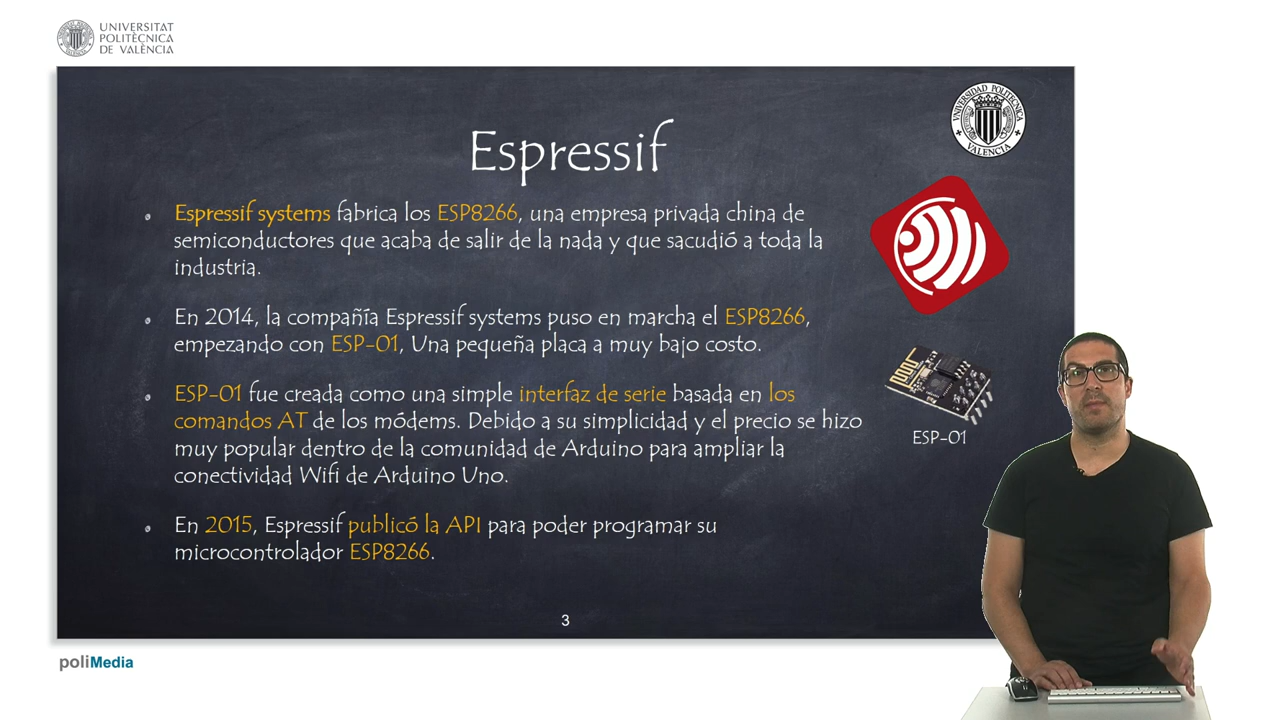 UNIVERSITAT
POLITÈCNICA
DE VALÈNCIA
UNIVERSIDAD POLITECNICA
VALENCIA
Espressif
Espressif systems fabrica los ESP8266, una empresa privada china de
semiconductores que acaba de salir de la nada y que sacudió a toda la
industria.
En 2014, la compañía Espressif systems puso en marcha el ESP8266,
empezando con ESP-01, Una pequeña placa a muy bajo costo.
ESP-01 fue creada como una simple interfaz de serie basada en los
comandos AT de los módems. Debido a su simplicidad y el precio se hizo
muy popular dentro de la comunidad de Arduino para ampliar la
conectividad Wifi de Arduino Uno.
En 2015, Espressif publicó la API para poder programar su
microcontrolador ESP8266.
ESP-01
3
poliMedia